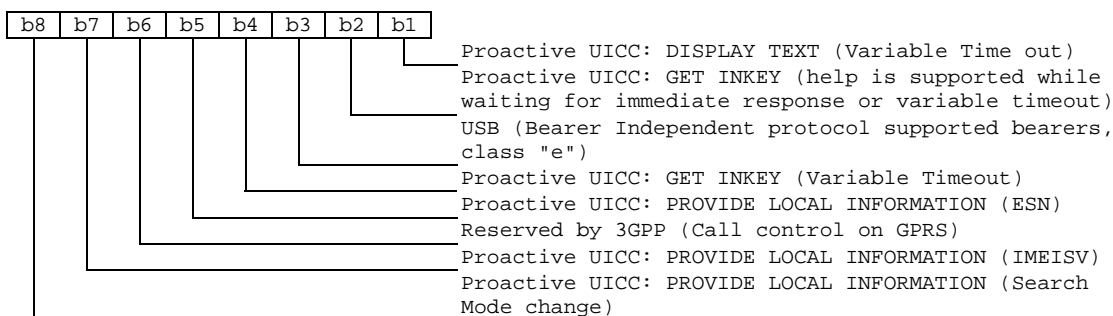 b8 b7 b6 b5 b4 b3 b2 b1
Proactive UICC: DISPLAY TEXT (Variable Time out)
Proactive UICC: GET INKEY (help is supported while
waiting for immediate response or variable timeout)
USB (Bearer Independent protocol supported bearers,
class "e")
Proactive UICC: GET INKEY (Variable Timeout)
Proactive UICC: PROVIDE LOCAL INFORMATION (ESN)
Reserved by 3GPP (Call control on GPRS)
Proactive UICC: PROVIDE LOCAL INFORMATION (IMEISV)
Proactive UICC: PROVIDE LOCAL INFORMATION (Search
Mode change)